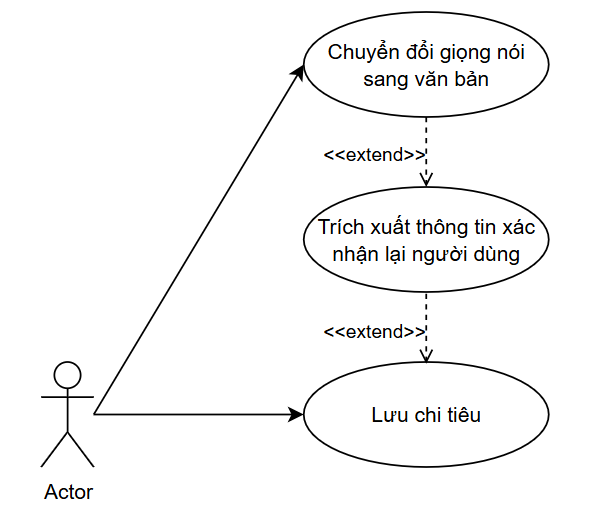 Chuyển đổi giọng nói
sang văn bản
<<extend>>
Trích xuất thông tin xác
nhận lại người dùng
<<extend>>
Lưu chi tiêu
Actor